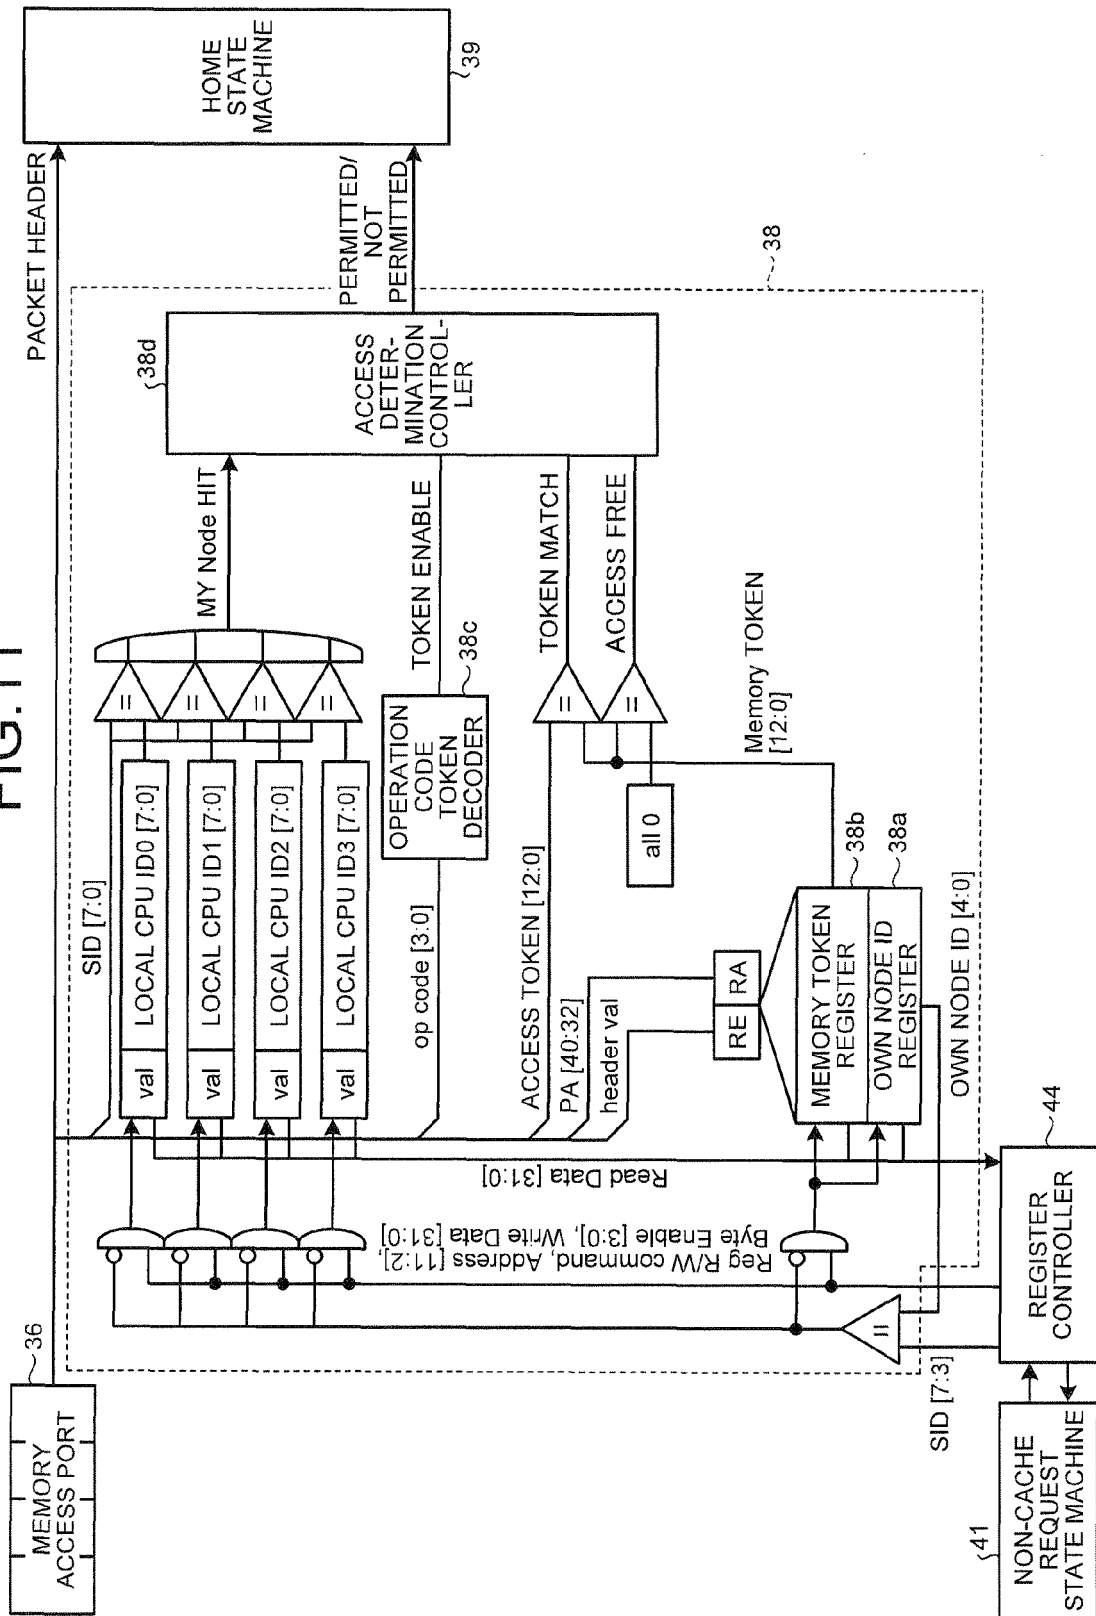 FIG.11
MEMORY
ACCESS PORT
36
PACKET HEADER
HOME
STATE
MACHINE
39
SID [7:0]
val
LOCAL CPU ID0 [7:0]
val
LOCAL CPU ID1 [7:0]
val
LOCAL CPU ID2 [7:0]
val
LOCAL CPU ID3 [7:0]
=
=
=
=
MY Node HIT
38d
ACCESS
DETER-
MINATION
CONTROL-
LER
PERMITTED/
NOT
PERMITTED
38
op code [3:0]
OPERATION
CODE
TOKEN
DECODER
38c
TOKEN ENABLE
ACCESS TOKEN [12:0]
PA [40:32]
header val
=
=
TOKEN MATCH
ACCESS FREE
all 0
Memory TOKEN
[12:0]
RE
RA
MEMORY TOKEN
REGISTER
38b
OWN NODE ID
REGISTER
38a
OWN NODE ID [4:0]
Read Data [31:0]
Reg R/W command, Address [11:2],
Byte Enable [3:0], Write Data [31:0]
=
SID [7:3]
41
NON-CACHE
REQUEST
STATE MACHINE
REGISTER
CONTROLLER
44